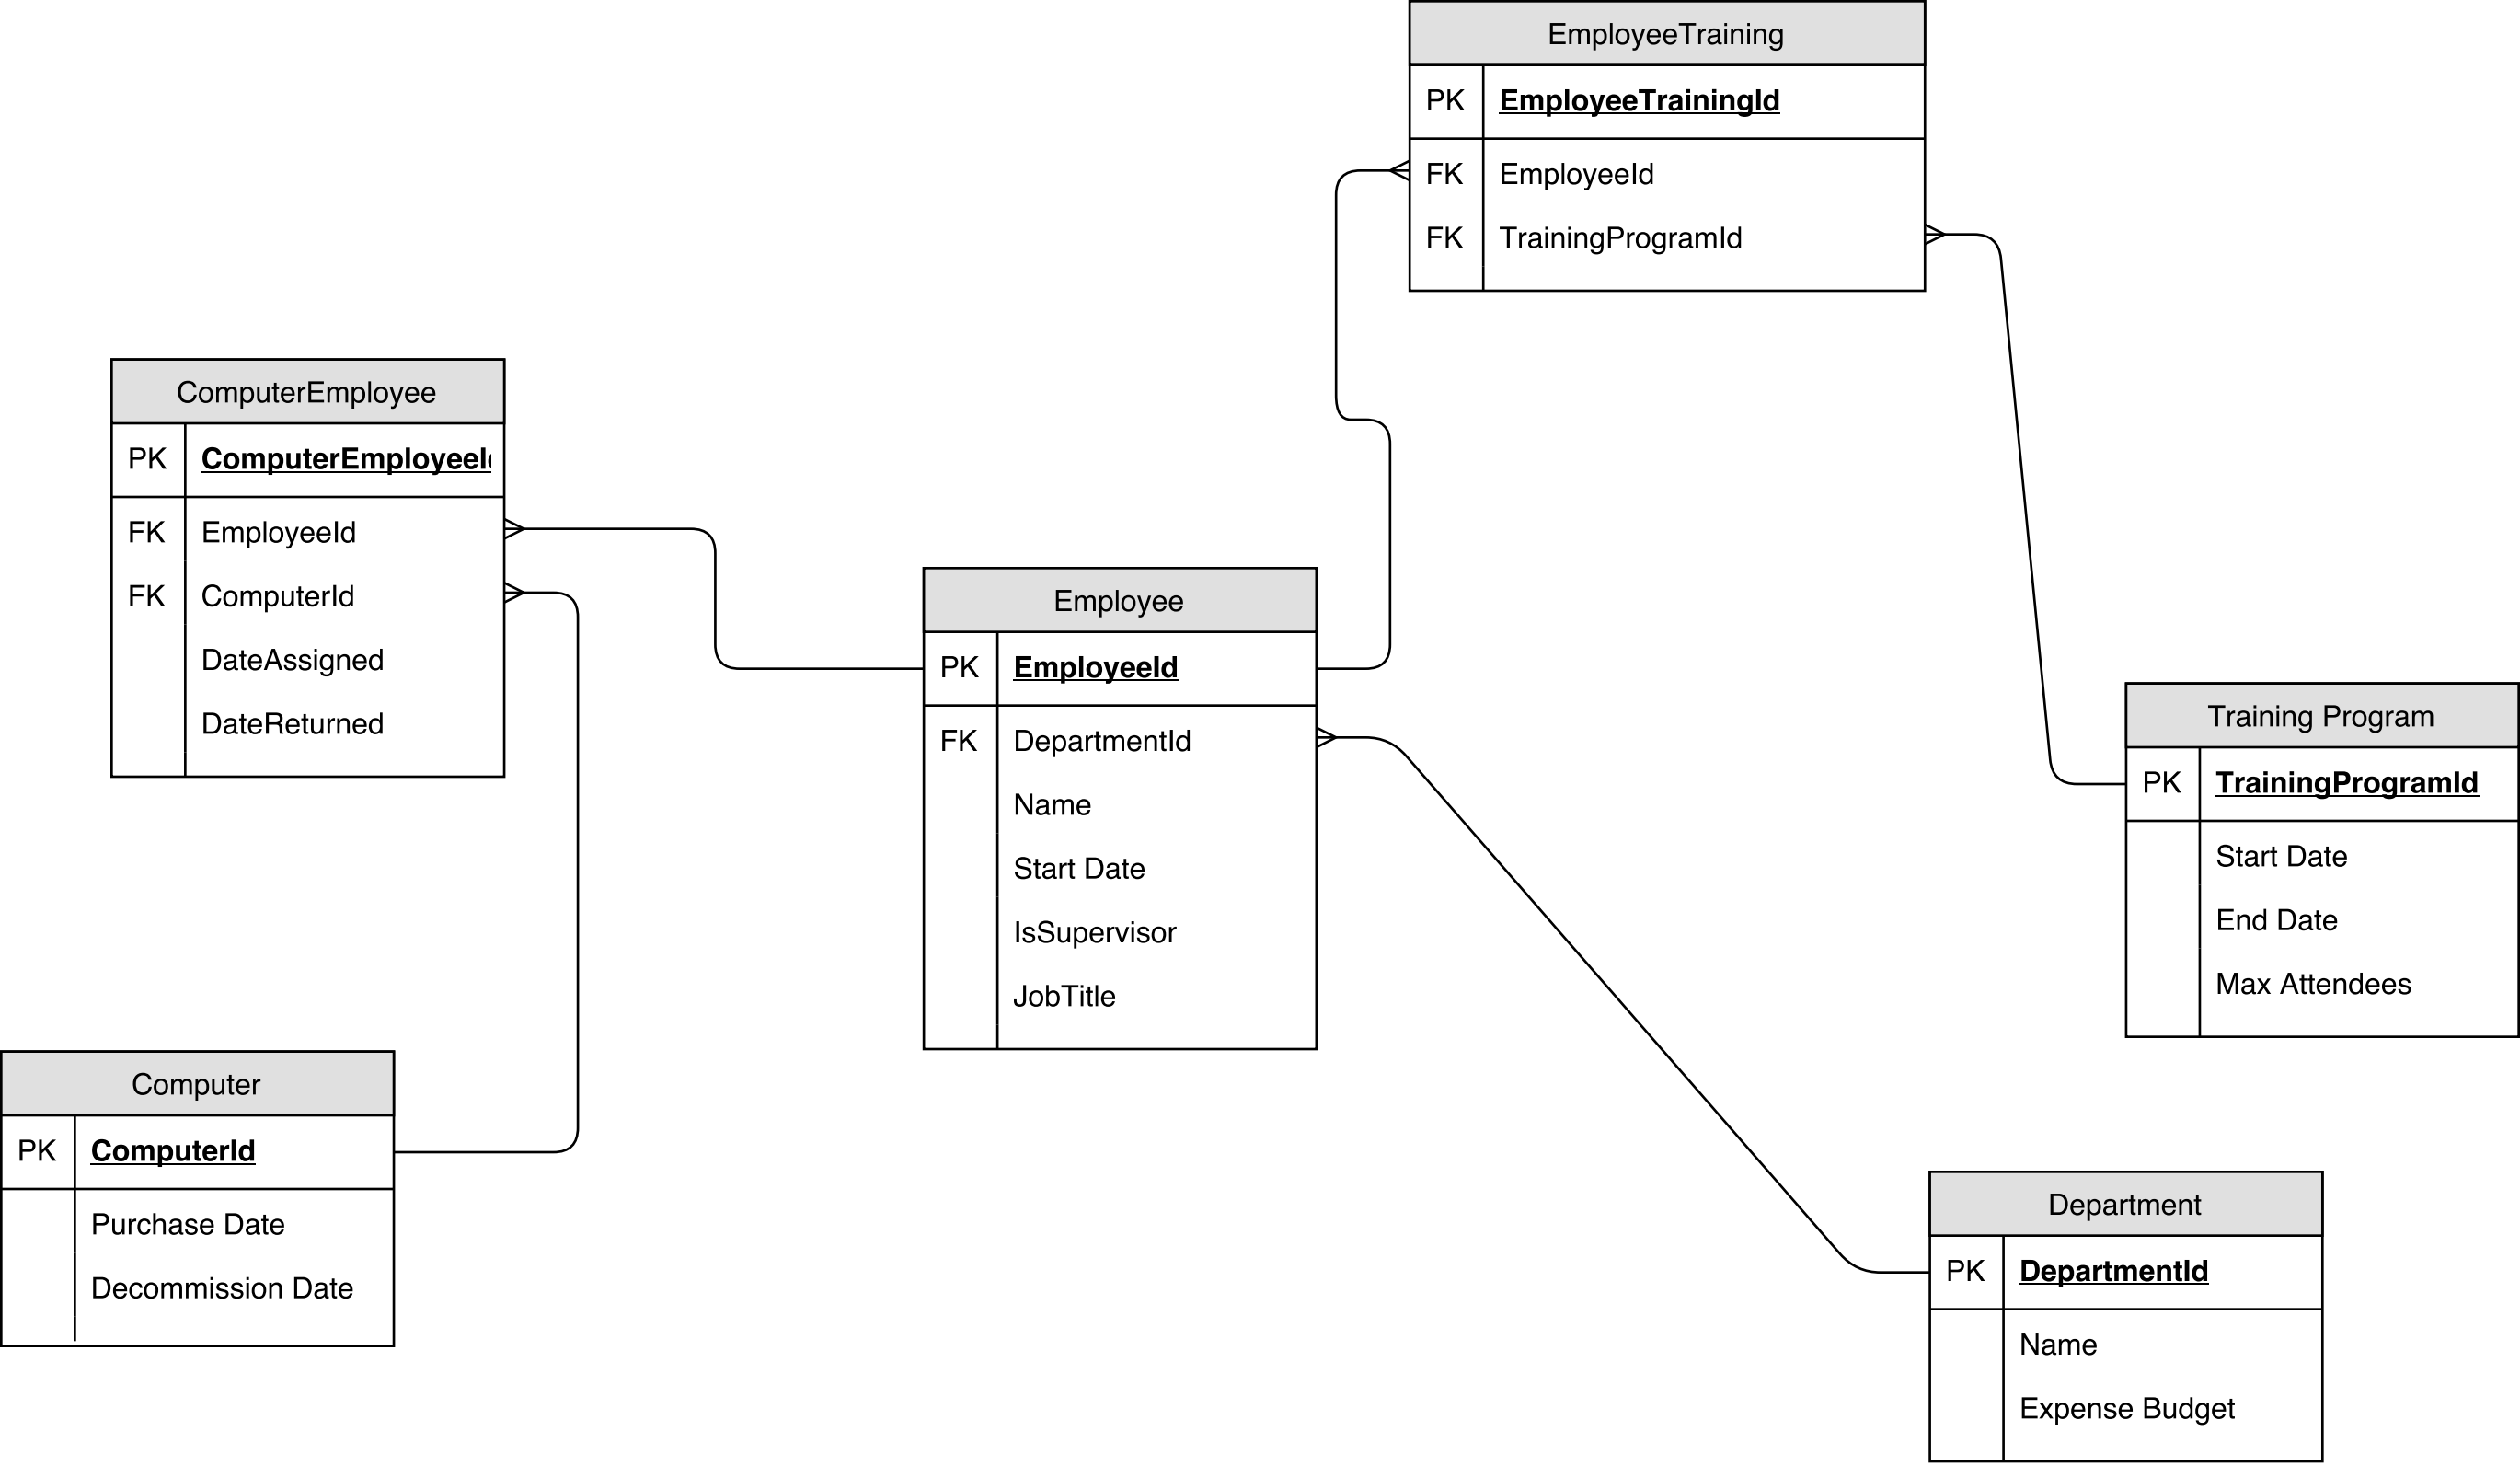 EmployeeTraining
PK EmployeeTrainingId
FK EmployeeId
FK TrainingProgramId
ComputerEmployee
PK
FK EmployeeId
FK ComputerId
DateAssigned
DateReturned
Employee
PK EmployeeId
FK DepartmentId
Name
Start Date
IsSupervisor
JobTitle
Training Program
PK TrainingProgramId
Start Date
End Date
Max Attendees
Computer
PK ComputerId
Purchase Date
Decommission Date
Department
PK DepartmentId
Name
Expense Budget